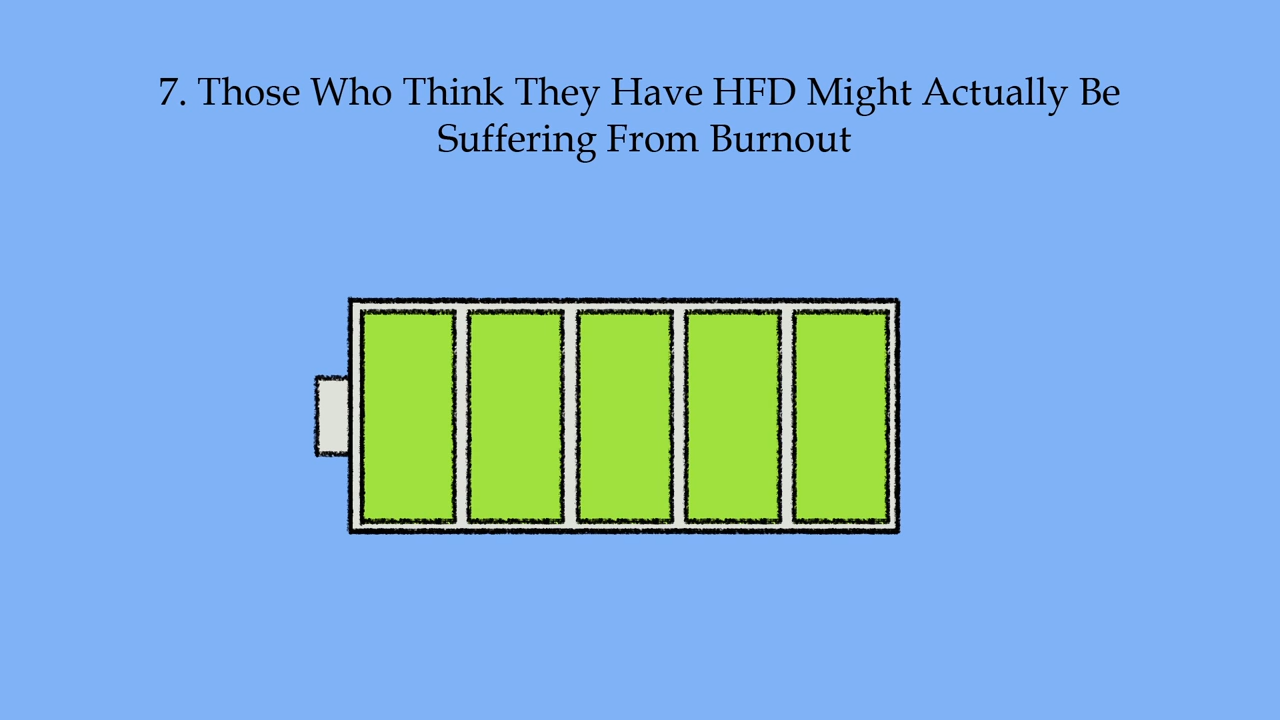 7. Those Who Think They Have HFD Might Actually Be
Suffering From Burnout